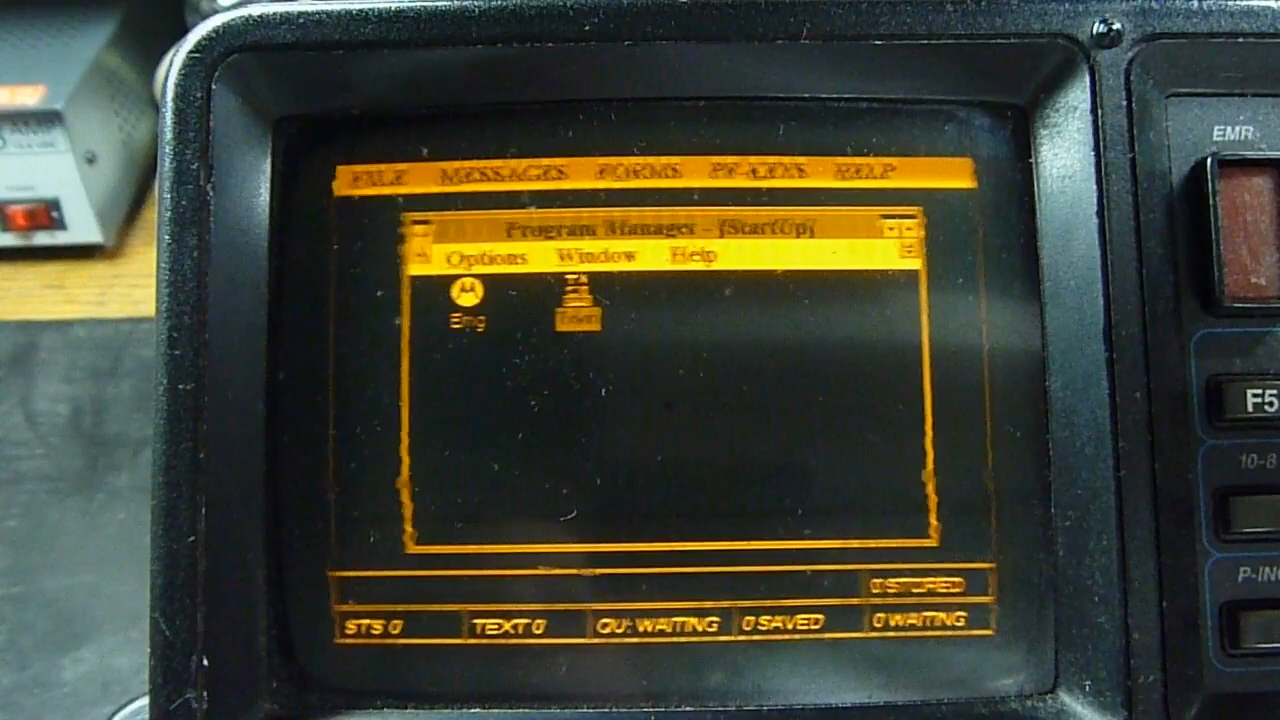 FILE MESSAGES FORMS PF-KEYS HELP
Program Manager - [StartUp]
Options Window Help
Emg
0 STORED
STS 0 TEXT 0 QU: WAITING 0 SAVED 0 WAITING
EMR
F5
10-8